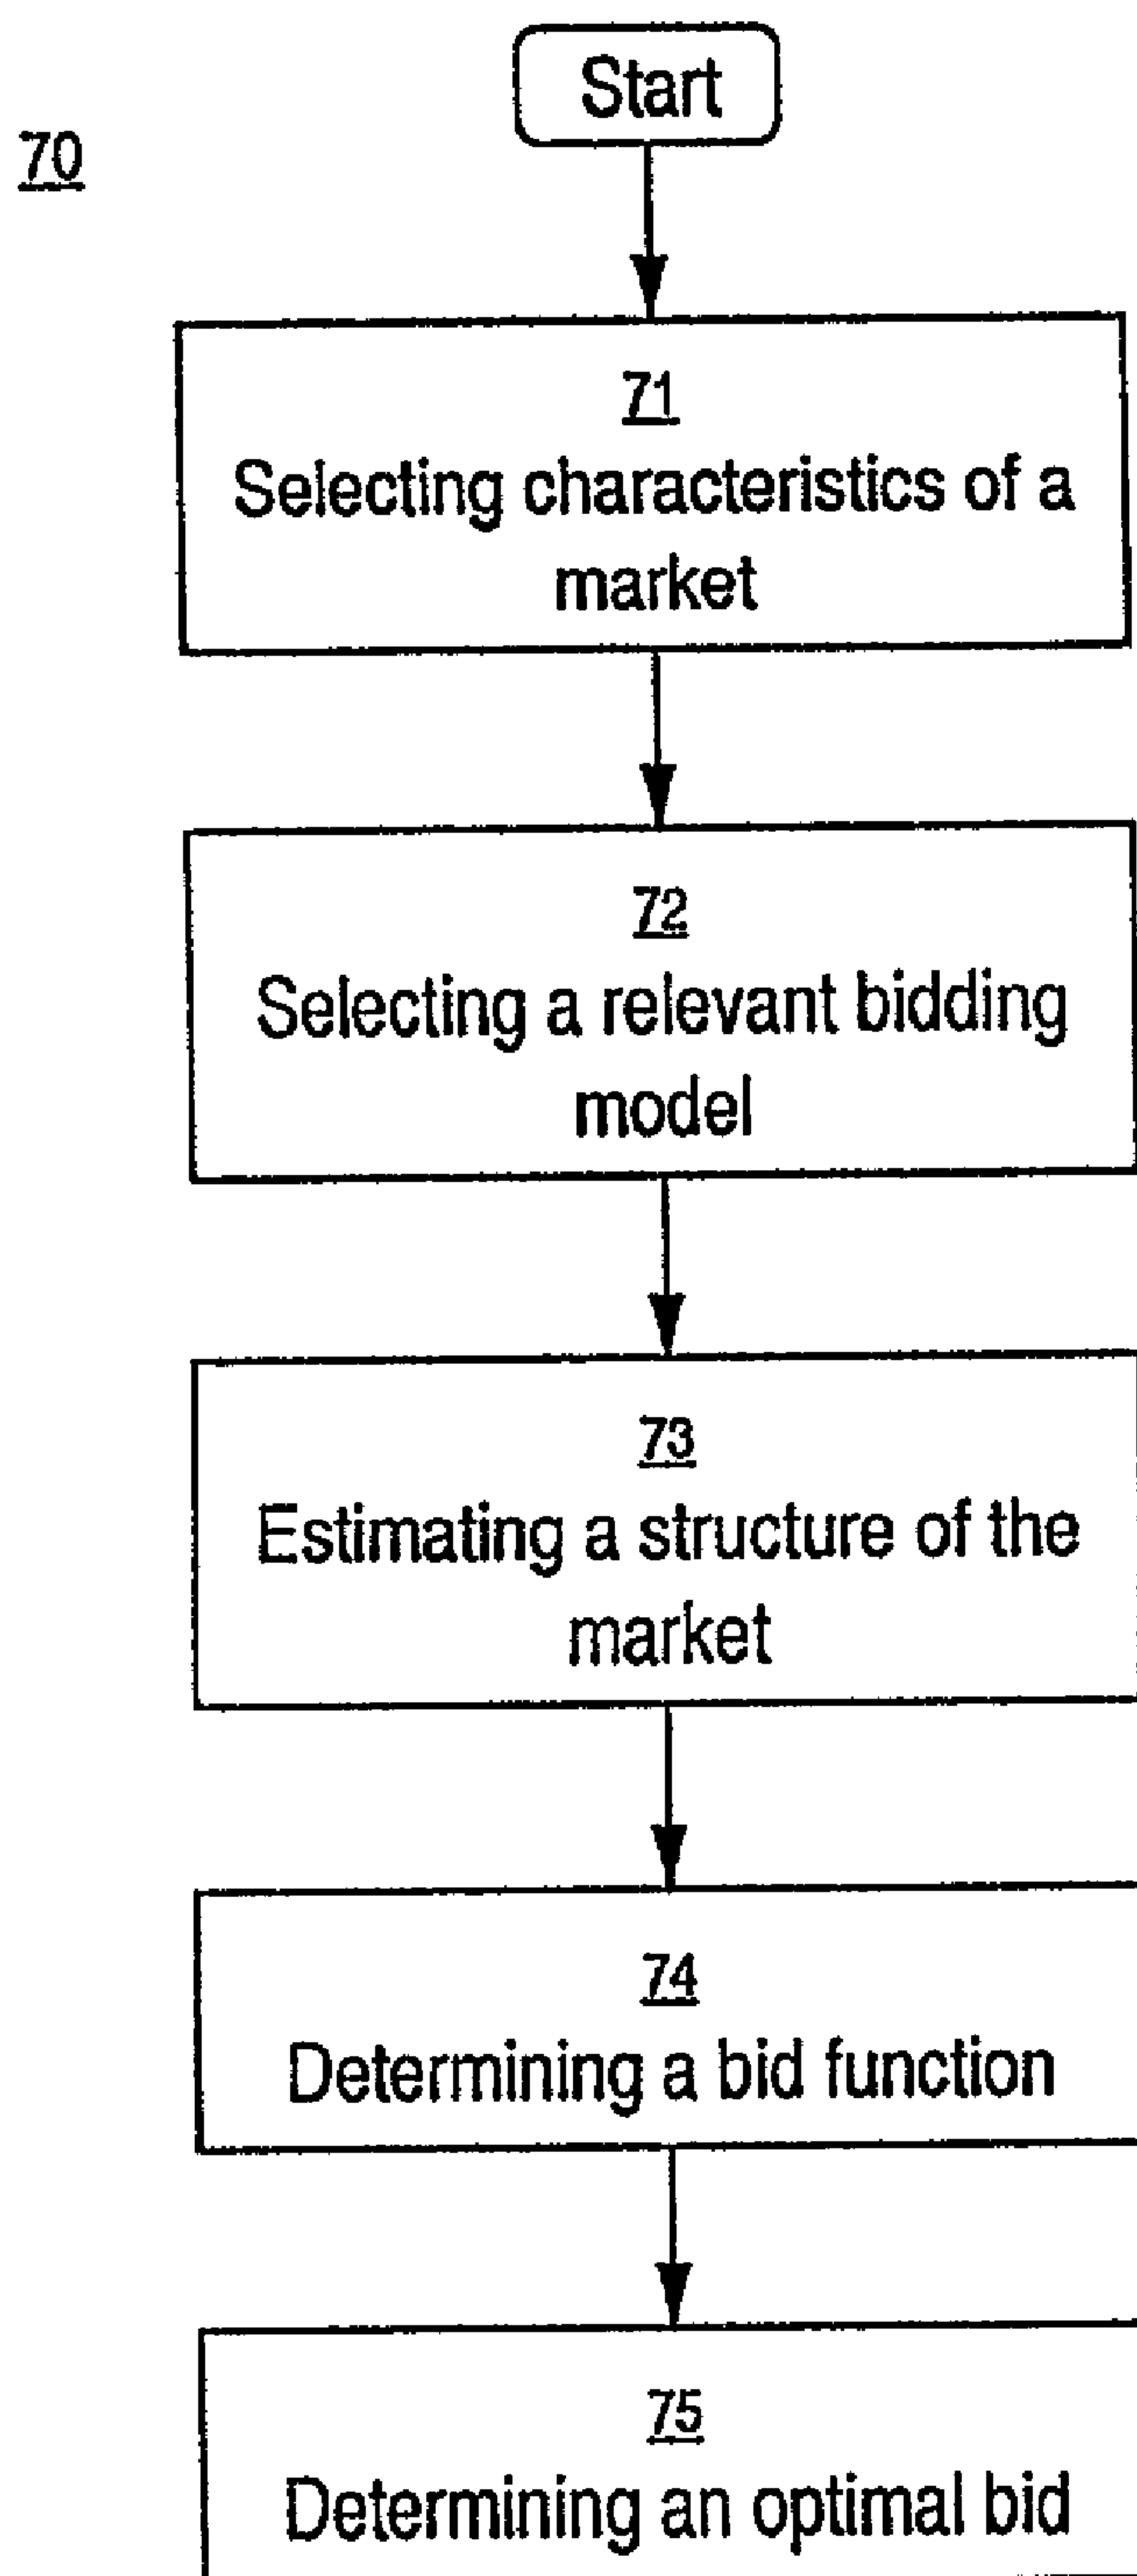 Start
70
71
Selecting characteristics of a
market
72
Selecting a relevant bidding
model
73
Estimating a structure of the
market
74
Determining a bid function
75
Determining an optimal bid